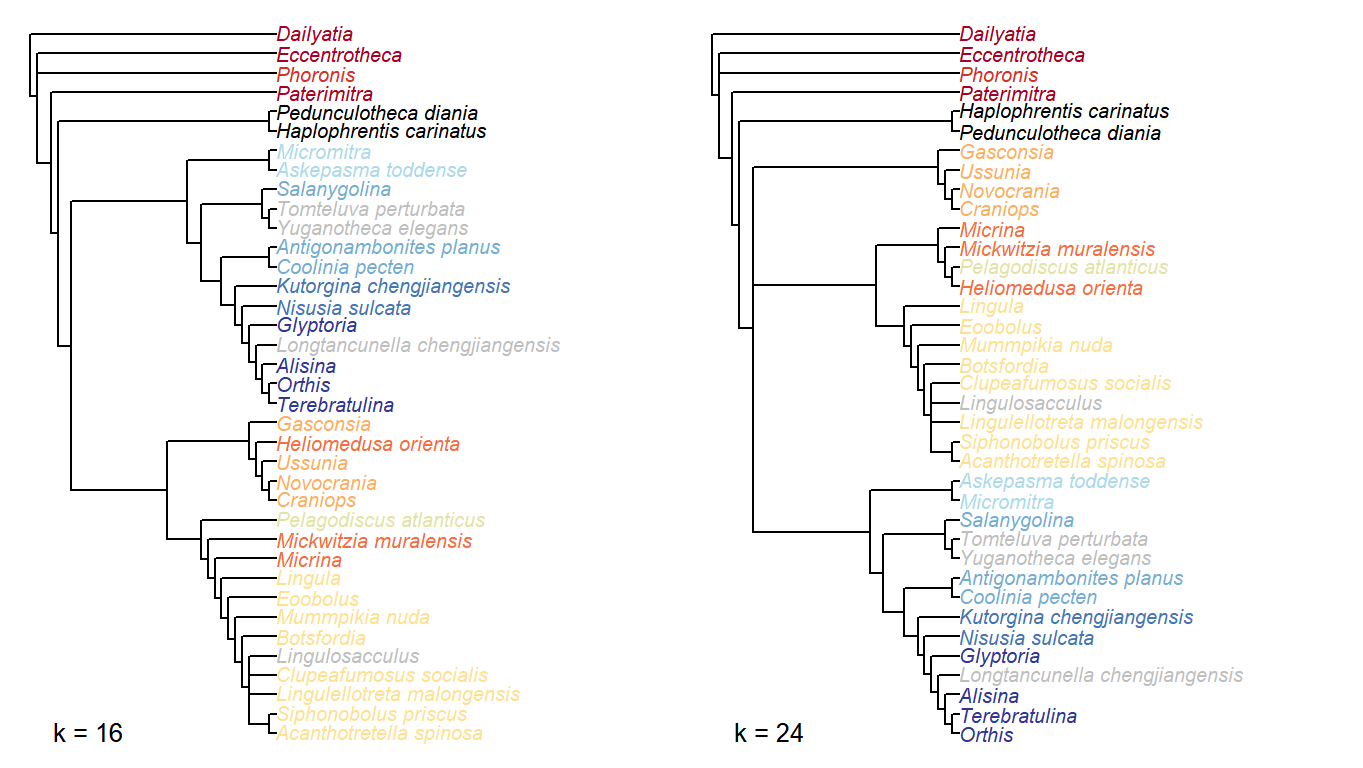 Dailyatia
Eccentrotheca
Phoronis
Paterimitra
Pedunculotheca diania
Haplophrentis carinatus
Micromitra
Askepasma toddense
Salanygolina
Tomteluva perturbata
Yuganotheca elegans
Antigonambonites planus
Coolinia pecten
Kutorgina chengjiangensis
Nisusia sulcata
Glyptoria
Longtancunella chengjiangensis
Alisina
Orthis
Terebratulina
Gasconsia
Heliomedusa orienta
Ussunia
Novocrania
Craniops
Pelagodiscus atlanticus
Mickwitzia muralensis
Micrina
Lingula
Eoobolus
Mummpikia nuda
Botsfordia
Lingulosacculus
Clupeafumosus socialis
Lingulellotreta malongensis
Siphonobolus priscus
Acanthotretella spinosa
k = 16
Dailyatia
Eccentrotheca
Phoronis
Paterimitra
Haplophrentis carinatus
Pedunculotheca diania
Gasconsia
Ussunia
Novocrania
Craniops
Micrina
Mickwitzia muralensis
Pelagodiscus atlanticus
Heliomedusa orienta
Lingula
Eoobolus
Mummpikia nuda
Botsfordia
Clupeafumosus socialis
Lingulosacculus
Lingulellotreta malongensis
Siphonobolus priscus
Acanthotretella spinosa
Askepasma toddense
Micromitra
Salanygolina
Tomteluva perturbata
Yuganotheca elegans
Antigonambonites planus
Coolinia pecten
Kutorgina chengjiangensis
Nisusia sulcata
Glyptoria
Longtancunella chengjiangensis
Alisina
Terebratulina
Orthis
k = 24